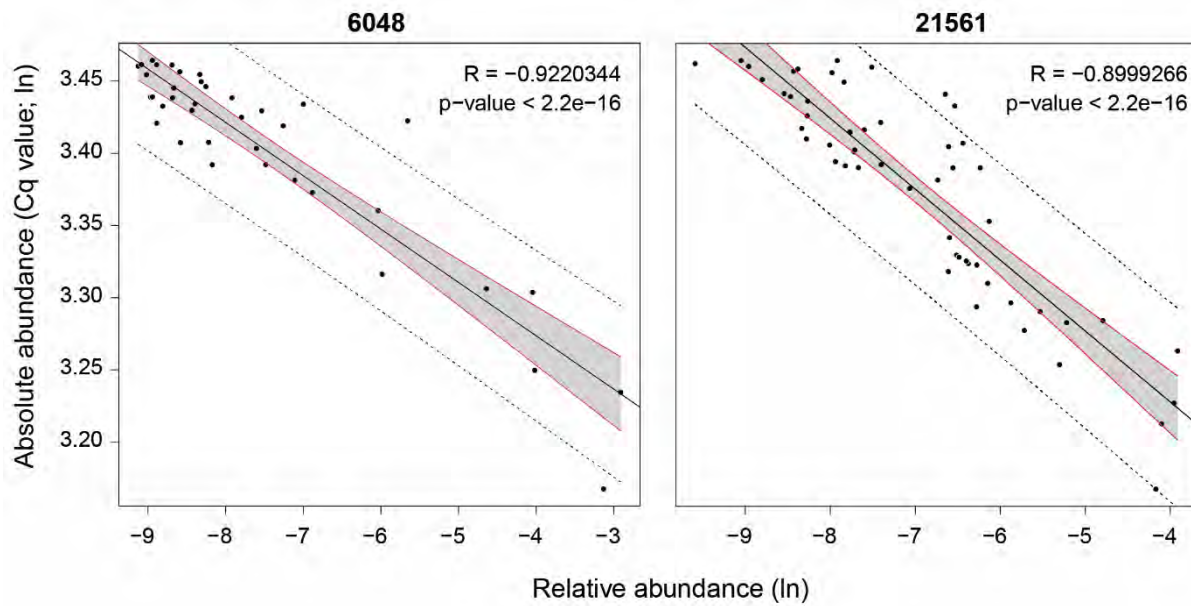 6048
21561
R = −0.9220344
p−value < 2.2e−16
R = −0.8999266
p−value < 2.2e−16
Absolute abundance (Cq value; ln)
3.45
3.40
3.35
3.30
3.25
3.20
−9 −8 −7 −6 −5 −4 −3
−9 −8 −7 −6 −5 −4
Relative abundance (ln)